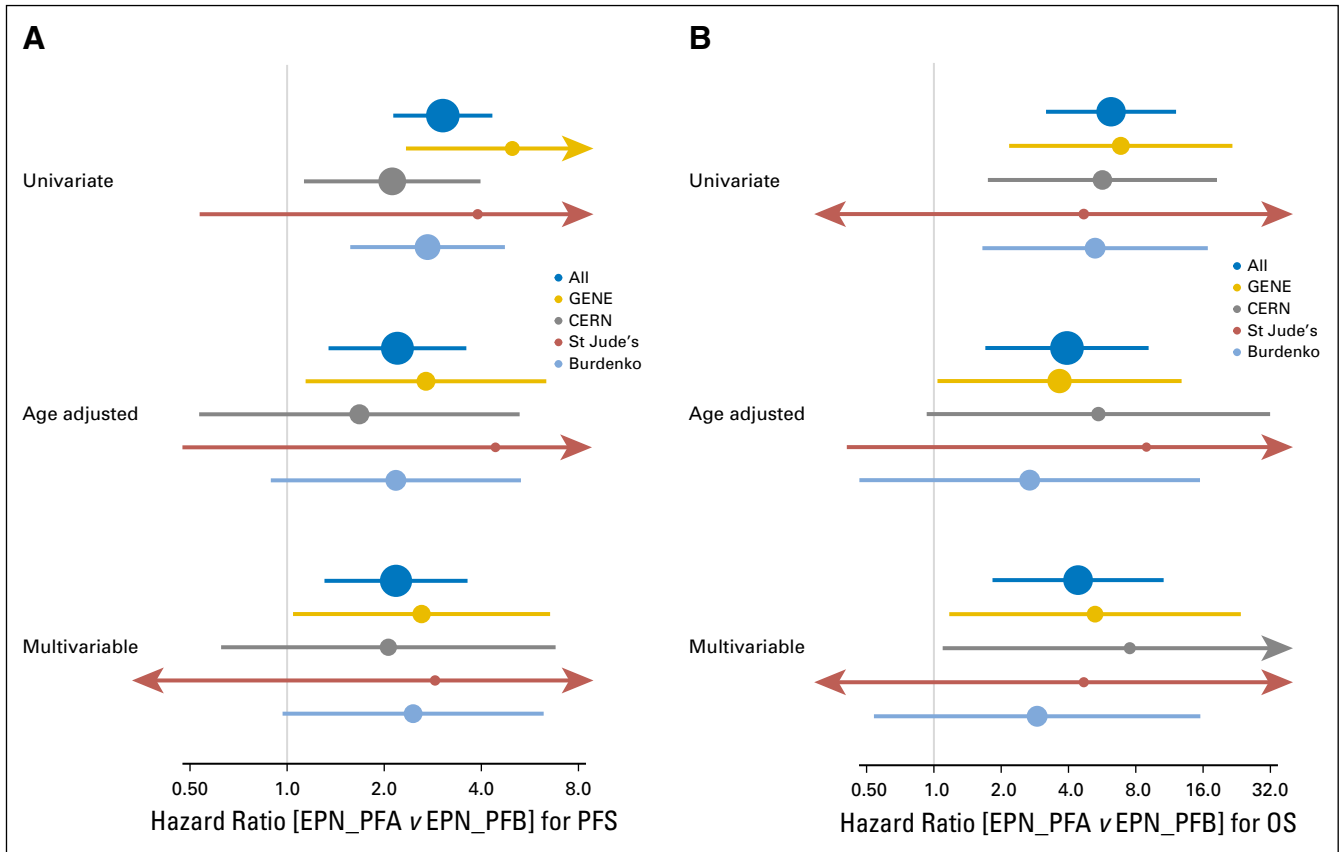 A
Univariate
All
GENE
CERN
St Jude's
Burdenko
Age adjusted
Multivariable
0.50 1.0 2.0 4.0 8.0
Hazard Ratio [EPN_PFA v EPN_PFB] for PFS
B
Univariate
All
GENE
CERN
St Jude's
Burdenko
Age adjusted
Multivariable
0.50 1.0 2.0 4.0 8.0 16.0 32.0
Hazard Ratio [EPN_PFA v EPN_PFB] for OS